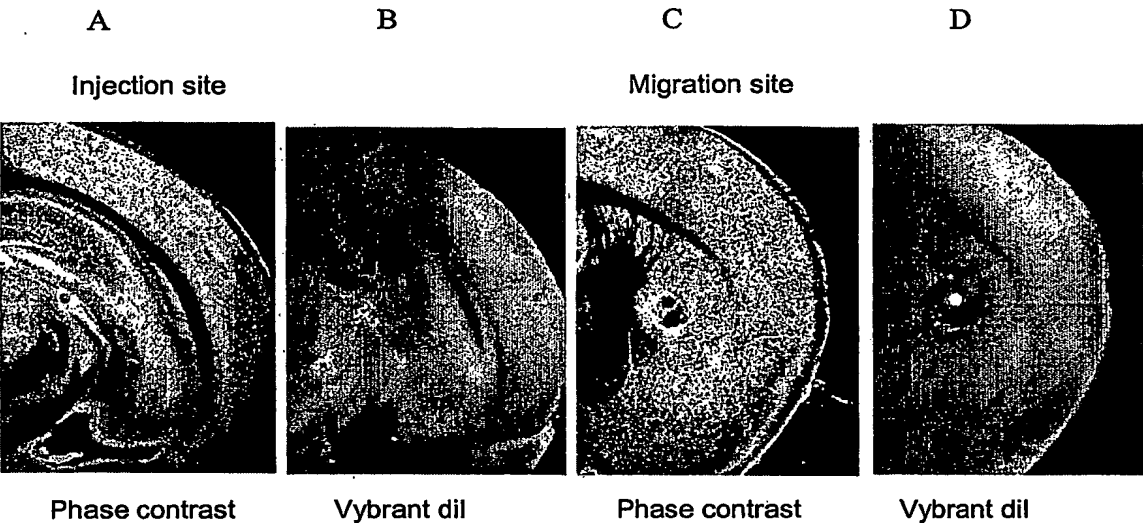 A B C D
Injection site Migration site
Phase contrast Vybrant dil Phase contrast Vybrant dil